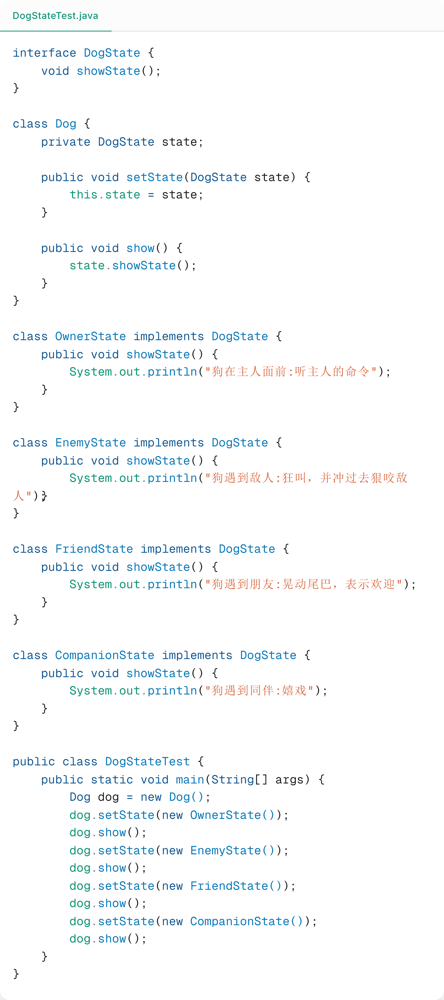 DogStateTest.java
interface DogState {
    void showState();
}

class Dog {
    private DogState state;

    public void setState(DogState state) {
        this.state = state;
    }

    public void show() {
        state.showState();
    }
}

class OwnerState implements DogState {
    public void showState() {
        System.out.println("狗在主人面前:听主人的命令");
    }
}

class EnemyState implements DogState {
    public void showState() {
        System.out.println("狗遇到敌人:狂叫，并冲过去狠咬敌
人");}
}

class FriendState implements DogState {
    public void showState() {
        System.out.println("狗遇到朋友:晃动尾巴，表示欢迎");
    }
}

class CompanionState implements DogState {
    public void showState() {
        System.out.println("狗遇到同伴:嬉戏");
    }
}

public class DogStateTest {
    public static void main(String[] args) {
        Dog dog = new Dog();
        dog.setState(new OwnerState());
        dog.show();
        dog.setState(new EnemyState());
        dog.show();
        dog.setState(new FriendState());
        dog.show();
        dog.setState(new CompanionState());
        dog.show();
    }
}